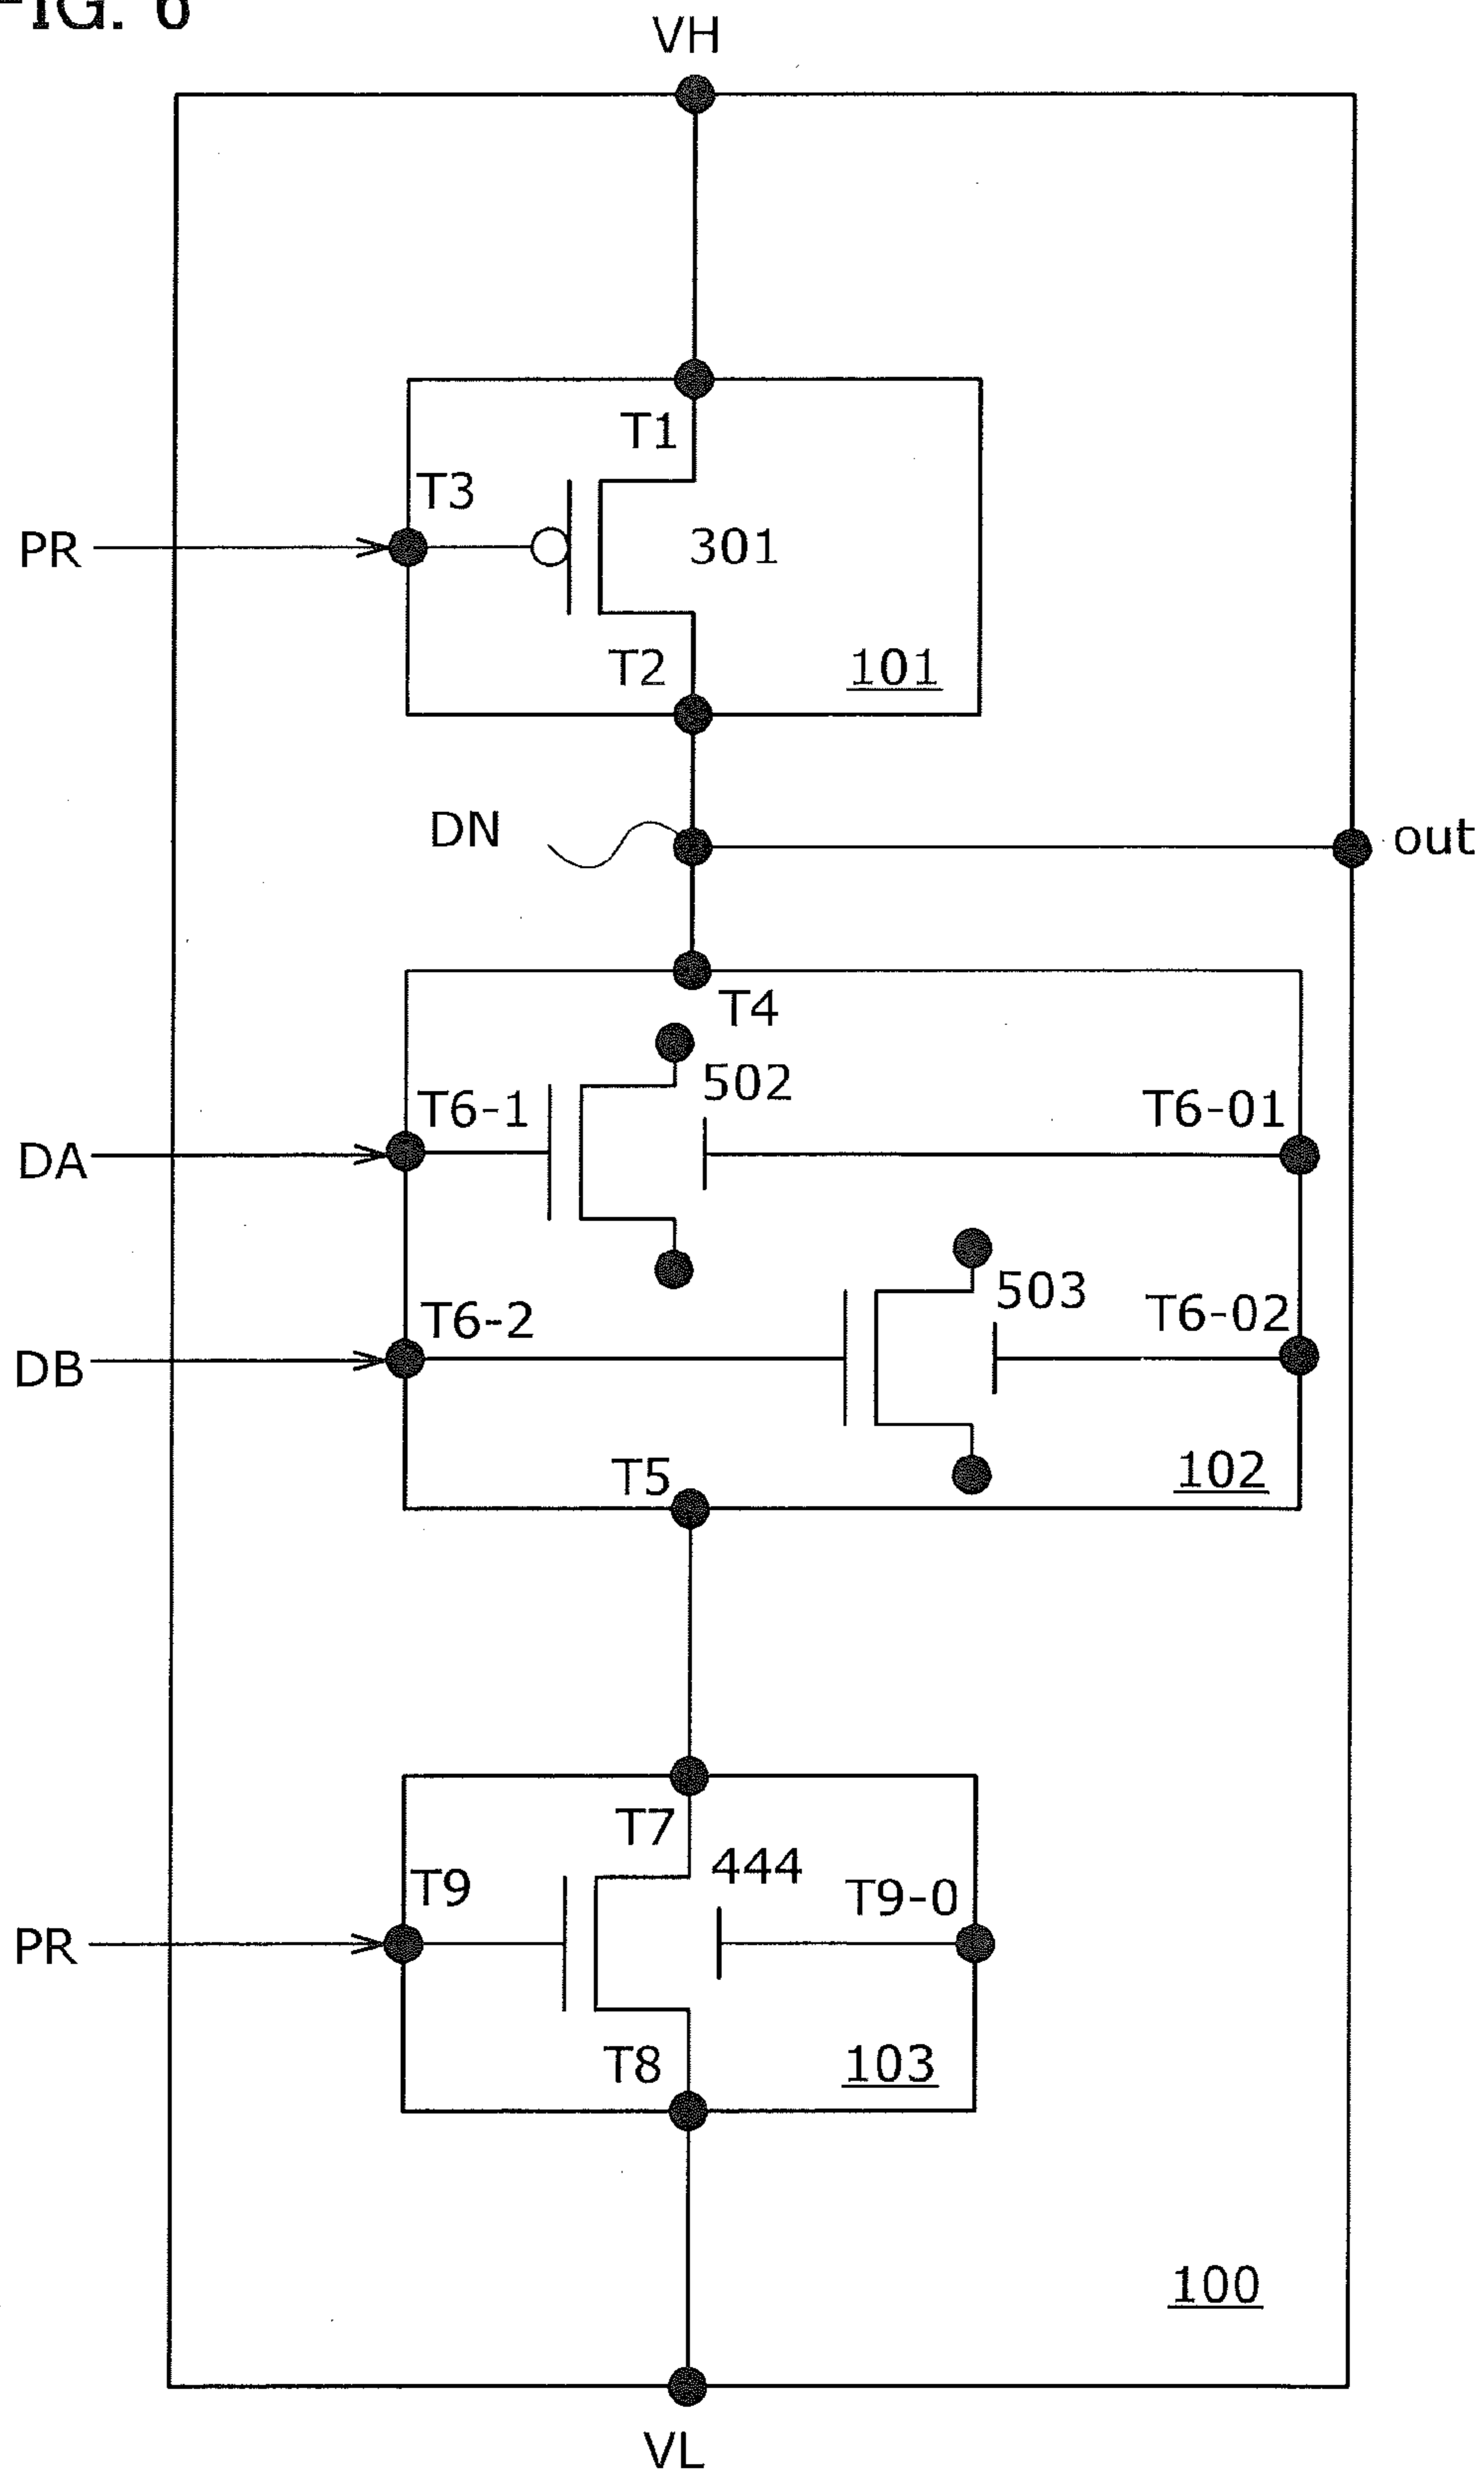 FIG. 6
VH
T1
T3
PR
301
T2
101
DN
out
T4
502
T6-1
T6-01
DA
503
T6-2
T6-02
DB
T5
102
T7
444
T9
T9-0
PR
T8
103
100
VL